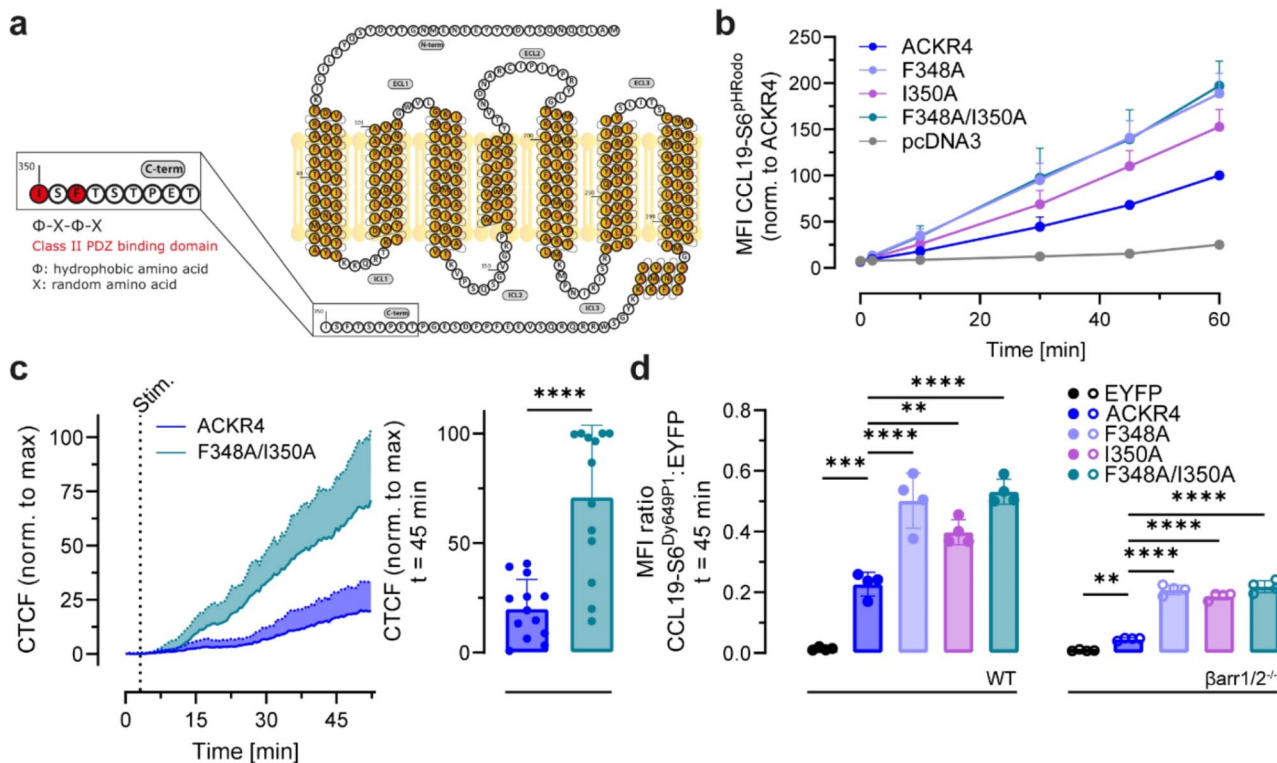 a
N-term
ECL1
ECL2
ECL3
ICL1
ICL2
ICL3
350
C-term
I S F T S T P E T
Φ-X-Φ-X
Class II PDZ binding domain
Φ: hydrophobic amino acid
X: random amino acid
350
C-term
b
250
200
150
100
50
0
MFI CCL19-S6pHRodo
(norm. to ACKR4)
ACKR4
F348A
I350A
F348A/I350A
pcDNA3
0 20 40 60
Time [min]
c
Stim.
ACKR4
F348A/I350A
100
75
50
25
0
CTCF (norm. to max)
0 15 30 45
Time [min]
****
100
50
0
CTCF (norm. to max)
t = 45 min
d
0.8
0.6
0.4
0.2
0.0
MFI ratio
CCL19-S6Dy649P1:EYFP
t = 45 min
****
**
****
***
WT
EYFP
ACKR4
F348A
I350A
F348A/I350A
****
****
****
**
βarr1/2-/-